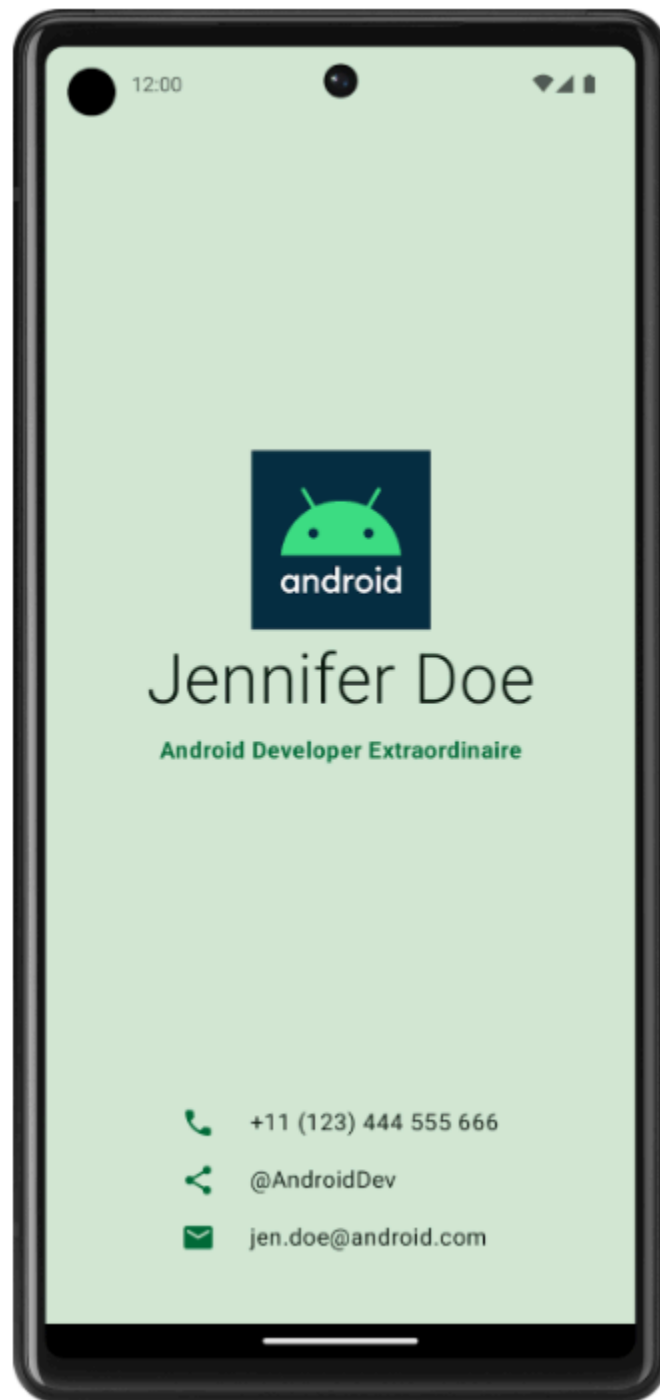 12:00
android
Jennifer Doe
Android Developer Extraordinaire
+11 (123) 444 555 666
@AndroidDev
jen.doe@android.com